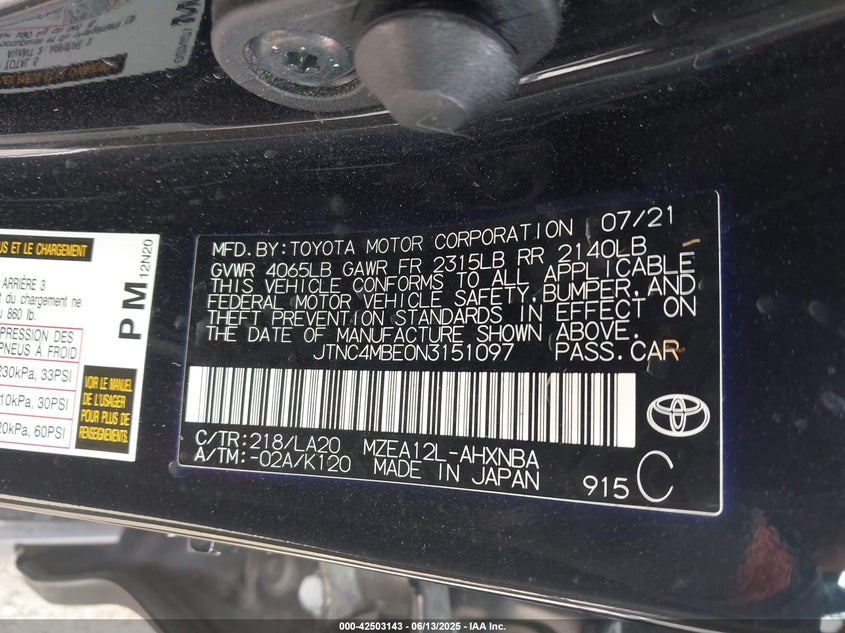 US ET LE CHARGEMENT
ARRIÈRE 3
t du chargement ne
u 860 lb.
PRESSION DES
PNEUS À FROID
230kPa, 33PSI
10kPa, 30PSI
20kPa, 60PSI
PM
12N20
VOIR LE MANUEL
DE L'USAGER
POUR PLUS DE
RENSEIGNEMENTS.
MFD.BY:TOYOTA MOTOR CORPORATION 07/21
GVWR 4065LB GAWR FR 2315LB RR 2140LB
THIS VEHICLE CONFORMS TO ALL APPLICABLE
FEDERAL MOTOR VEHICLE SAFETY,BUMPER,AND
THEFT PREVENTION STANDARDS IN EFFECT ON
THE DATE OF MANUFACTURE SHOWN ABOVE.
JTNC4MBE0N3151097 PASS.CAR
C/TR:218/LA20 MZEA12L-AHXNBA
A/TM:-02A/K120 MADE IN JAPAN
915 C
000-42503143 - 06/13/2025 - IAA Inc.